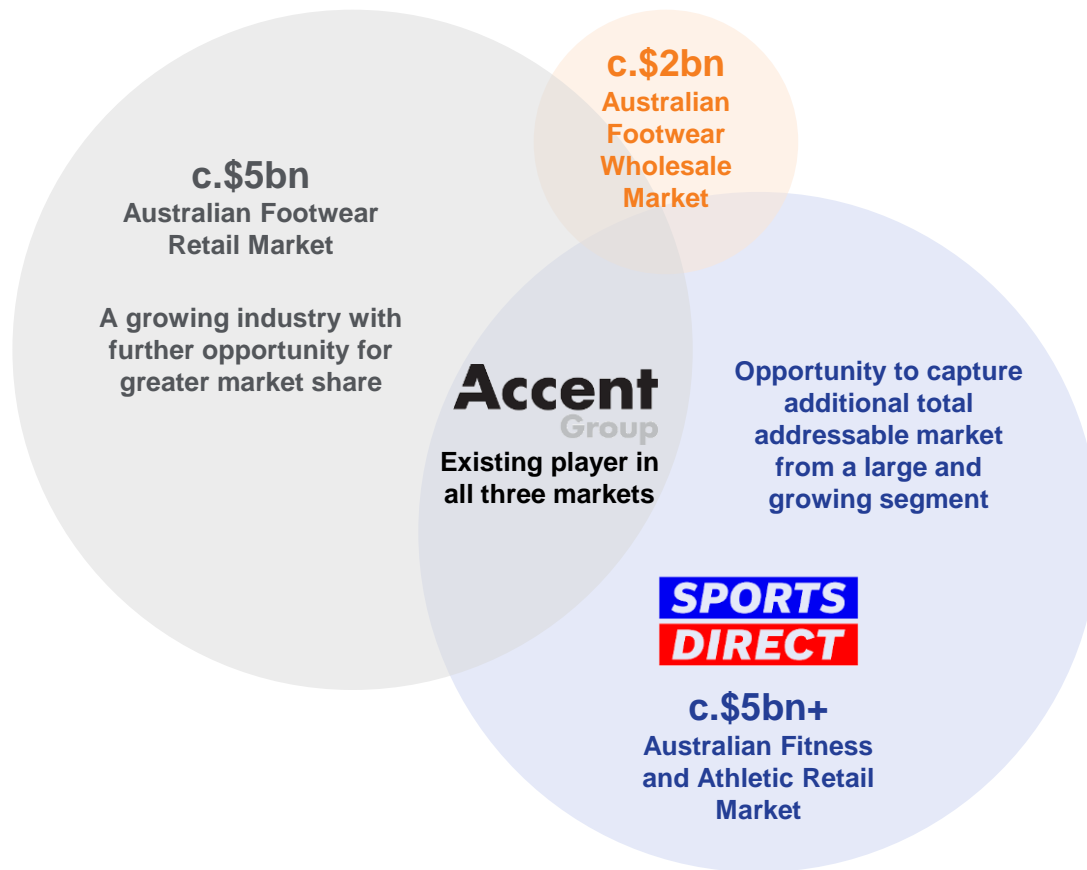 c.$2bn
Australian
Footwear
Wholesale
Market
c.$5bn
Australian Footwear
Retail Market
A growing industry with
further opportunity for
greater market share
Accent
Group
Existing player in
all three markets
Opportunity to capture
additional total
addressable market
from a large and
growing segment
SPORTS
DIRECT
c.$5bn+
Australian Fitness
and Athletic Retail
Market